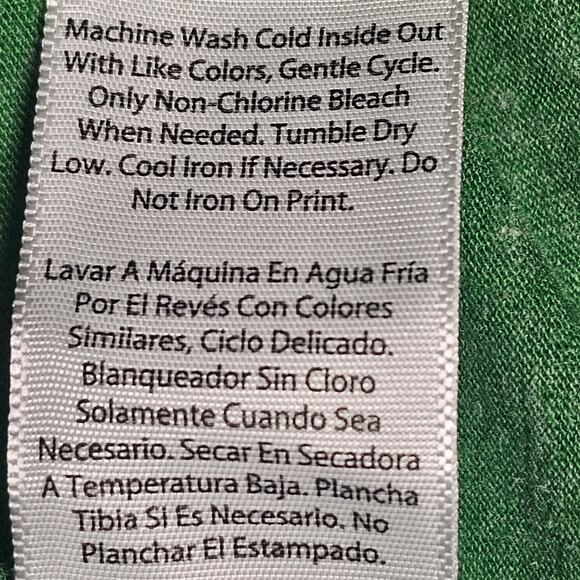 Machine Wash Cold Inside Out
With Like Colors, Gentle Cycle.
Only Non-Chlorine Bleach
When Needed. Tumble Dry
Low. Cool Iron If Necessary. Do
Not Iron On Print.
Lavar A Máquina En Agua Fría
Por El Revés Con Colores
Similares, Ciclo Delicado.
Blanqueador Sin Cloro
Solamente Cuando Sea
Necesario. Secar En Secadora
A Temperatura Baja. Plancha
Tibia Si Es Necesario. No
Planchar El Estampado.